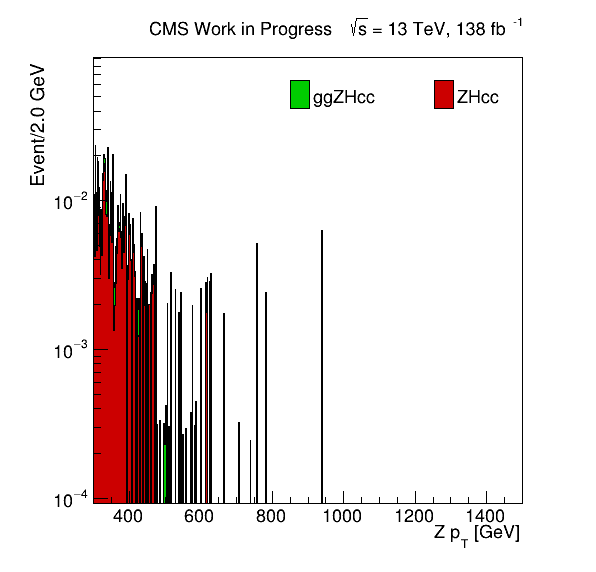 CMS Work in Progress √s = 13 TeV, 138 fb⁻¹
Event/2.0 GeV
ggZHcc ZHcc
10⁻²
10⁻³
10⁻⁴
400 600 800 1000 1200 1400
Z p_T [GeV]